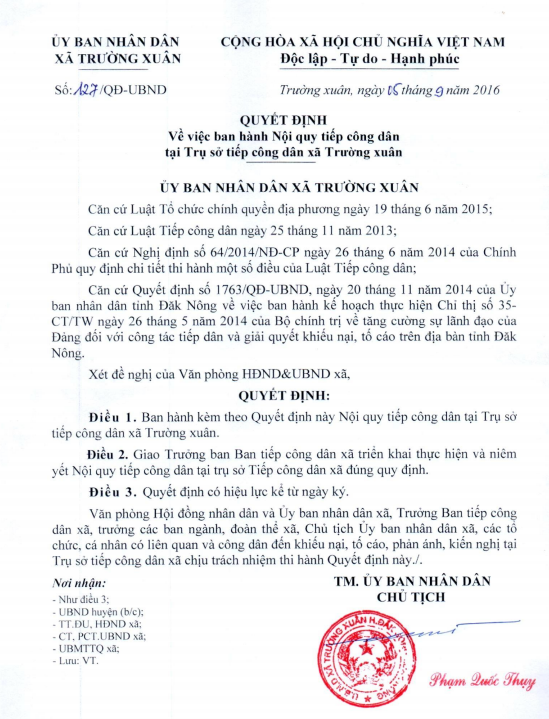 ỦY BAN NHÂN DÂN
XÃ TRƯỜNG XUÂN
CỘNG HÒA XÃ HỘI CHỦ NGHĨA VIỆT NAM
Độc lập - Tự do - Hạnh phúc
Số: 127/QĐ-UBND
Trường xuân, ngày 05 tháng 9 năm 2016
QUYẾT ĐỊNH
Về việc ban hành Nội quy tiếp công dân
tại Trụ sở tiếp công dân xã Trường xuân
ỦY BAN NHÂN DÂN XÃ TRƯỜNG XUÂN
Căn cứ Luật Tổ chức chính quyền địa phương ngày 19 tháng 6 năm 2015;
Căn cứ Luật Tiếp công dân ngày 25 tháng 11 năm 2013;
Căn cứ Nghị định số 64/2014/NĐ-CP ngày 26 tháng 6 năm 2014 của Chính
Phủ quy định chi tiết thi hành một số điều của Luật Tiếp công dân;
Căn cứ Quyết định số 1763/QĐ-UBND, ngày 20 tháng 11 năm 2014 của Ủy
ban nhân dân tỉnh Đăk Nông về việc ban hành kế hoạch thực hiện Chỉ thị số 35-
CT/TW ngày 26 tháng 5 năm 2014 của Bộ chính trị về tăng cường sự lãnh đạo của
Đảng đối với công tác tiếp dân và giải quyết khiếu nại, tố cáo trên địa bàn tỉnh Đăk
Nông.
Xét đề nghị của Văn phòng HĐND&UBND xã,
QUYẾT ĐỊNH:
Điều 1. Ban hành kèm theo Quyết định này Nội quy tiếp công dân tại Trụ sở
tiếp công dân xã Trường xuân.
Điều 2. Giao Trưởng ban Ban tiếp công dân xã triển khai thực hiện và niêm
yết Nội quy tiếp công dân tại trụ sở Tiếp công dân xã đúng quy định.
Điều 3. Quyết định có hiệu lực kể từ ngày ký.
Văn phòng Hội đồng nhân dân và Ủy ban nhân dân xã, Trưởng Ban tiếp công
dân xã, trưởng các ban ngành, đoàn thể xã, Chủ tịch Ủy ban nhân dân xã, các tổ
chức, cá nhân có liên quan và công dân đến khiếu nại, tố cáo, phản ánh, kiến nghị tại
Trụ sở tiếp công dân xã chịu trách nhiệm thi hành Quyết định này./.
Nơi nhận:
- Như điều 3;
- UBND huyện (b/c);
- TT.ĐU, HĐND xã;
- CT, PCT.UBND xã;
- UBMTTQ xã;
- Lưu: VT.
TM. ỦY BAN NHÂN DÂN
CHỦ TỊCH
U.B.N.D XÃ TRƯỜNG XUÂN H.ĐĂK
Phạm Quốc Thuy